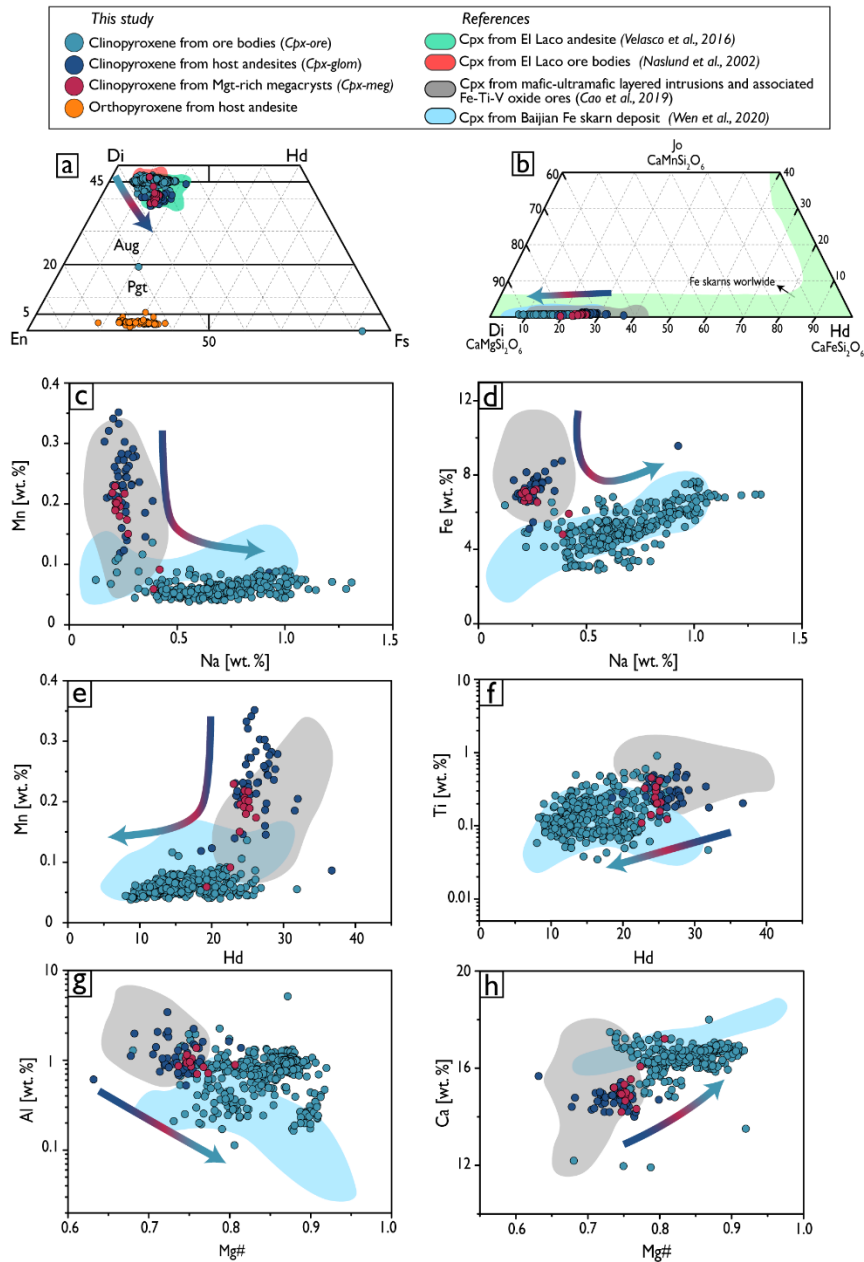 This study
Clinopyroxene from ore bodies (Cpx-ore)
Clinopyroxene from host andesites (Cpx-glom)
Clinopyroxene from Mgt-rich megacrysts (Cpx-meg)
Orthopyroxene from host andesite
References
Cpx from El Laco andesite (Velasco et al., 2016)
Cpx from El Laco ore bodies (Naslund et al., 2002)
Cpx from mafic-ultramafic layered intrusions and associated
Fe-Ti-V oxide ores (Cao et al., 2019)
Cpx from Baijian Fe skarn deposit (Wen et al., 2020)
a
Di
Hd
45
Aug
20
Pgt
5
En
50
Fs
b
Jo
CaMnSi2O6
60
40
70
30
80
20
90
10
Fe skarns worlwide
Di
Hd
CaMgSi2O6
10
20
30
40
50
60
70
80
90
CaFeSi2O6
c
0.4
0.3
0.2
0.1
0
Mn [wt. %]
0
0.5
1.0
1.5
Na [wt. %]
d
12
8
4
0
Fe [wt. %]
0
0.5
1.0
1.5
Na [wt. %]
e
0.4
0.3
0.2
0.1
0
Mn [wt. %]
0
10
20
30
40
Hd
f
10
1
0.1
0.01
Ti [wt. %]
0
10
20
30
40
Hd
g
10
1
0.1
Al [wt. %]
0.6
0.7
0.8
0.9
1.0
Mg#
h
20
18
16
14
12
Ca [wt. %]
0.6
0.7
0.8
0.9
1.0
Mg#